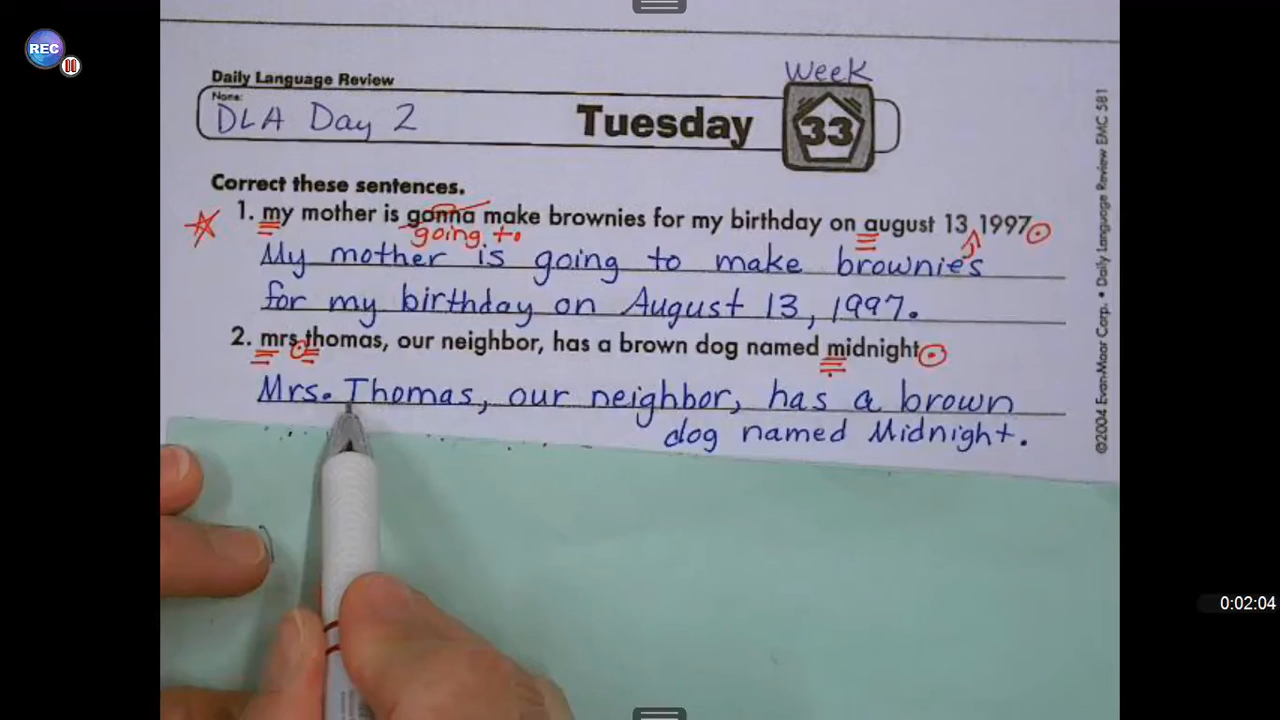 REC
Week
Daily Language Review
Name:
DLA Day 2
Tuesday
33
Correct these sentences.
1. my mother is gonna make brownies for my birthday on august 13, 1997.
going to
My mother is going to make brownies
for my birthday on August 13, 1997.
2. mrs. thomas, our neighbor, has a brown dog named midnight.
Mrs. Thomas, our neighbor, has a brown
dog named Midnight.
©2004 Evan-Moor Corp. • Daily Language Review EMC 581
0:02:04